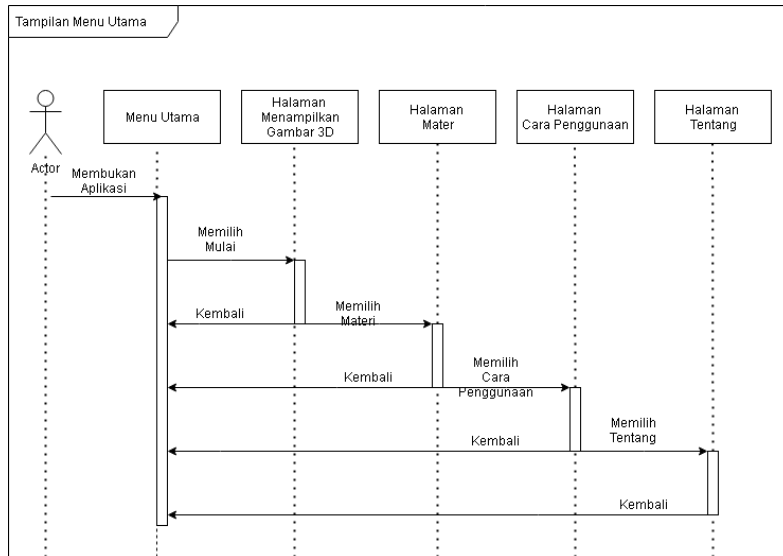 Tampilan Menu Utama
Actor
Menu Utama
Halaman
Menampilkan
Gambar 3D
Halaman
Mater
Halaman
Cara Penggunaan
Halaman
Tentang
Membukan
Aplikasi
Memilih
Mulai
Kembali
Memilih
Materi
Kembali
Memilih
Cara
Penggunaan
Kembali
Memilih
Tentang
Kembali